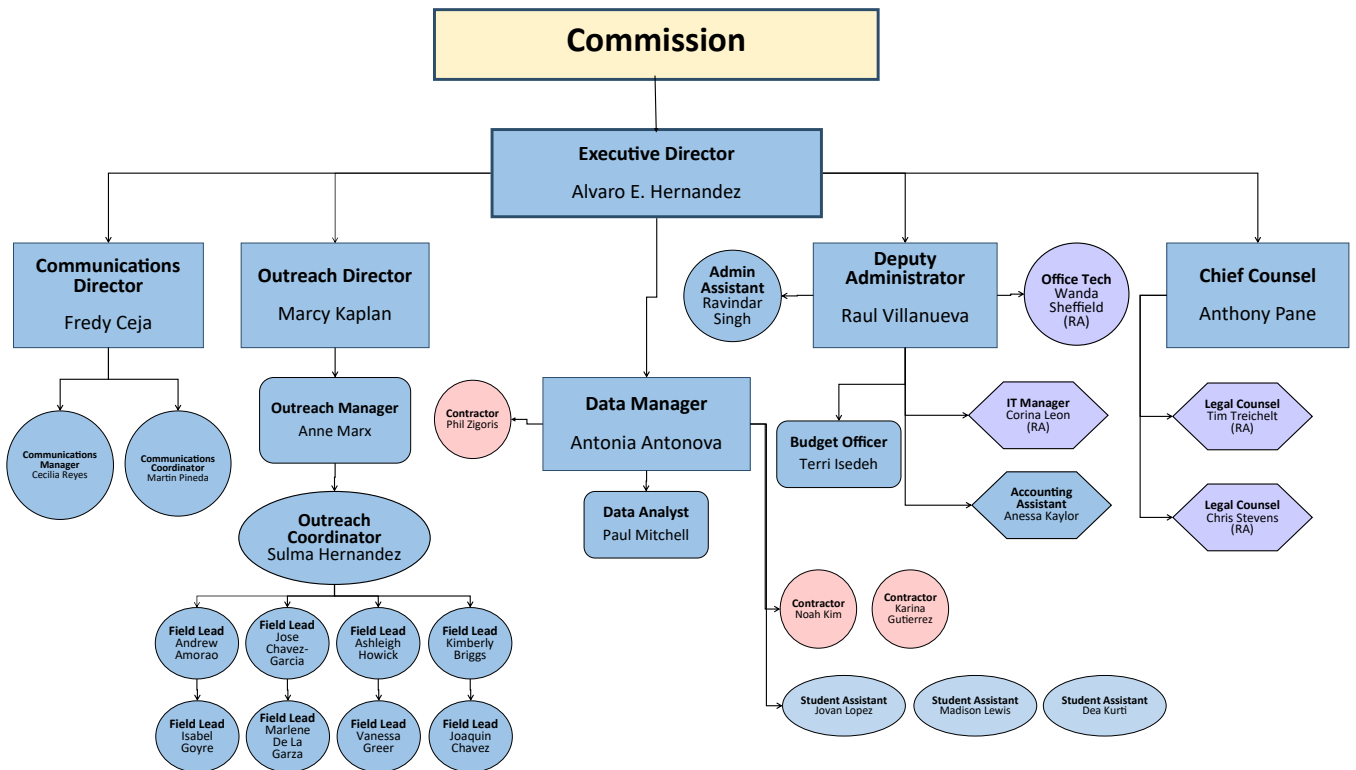 Commission
Executive Director
Alvaro E. Hernandez
Communications
Director
Fredy Ceja
Outreach Director
Marcy Kaplan
Admin
Assistant
Ravindar
Singh
Deputy
Administrator
Raul Villanueva
Office Tech
Wanda
Sheffield
(RA)
Chief Counsel
Anthony Pane
Communications
Manager
Cecilia Reyes
Communications
Coordinator
Martin Pineda
Outreach Manager
Anne Marx
Contractor
Phil Zigoris
Data Manager
Antonia Antonova
Budget Officer
Terri Isedeh
IT Manager
Corina Leon
(RA)
Legal Counsel
Tim Treichelt
(RA)
Data Analyst
Paul Mitchell
Accounting
Assistant
Anessa Kaylor
Legal Counsel
Chris Stevens
(RA)
Outreach
Coordinator
Sulma Hernandez
Contractor
Noah Kim
Contractor
Karina
Gutierrez
Field Lead
Andrew
Amorao
Field Lead
Jose
Chavez-
Garcia
Field Lead
Ashleigh
Howick
Field Lead
Kimberly
Briggs
Student Assistant
Jovan Lopez
Student Assistant
Madison Lewis
Student Assistant
Dea Kurti
Field Lead
Isabel
Goyre
Field Lead
Marlene
De La
Garza
Field Lead
Vanessa
Greer
Field Lead
Joaquin
Chavez